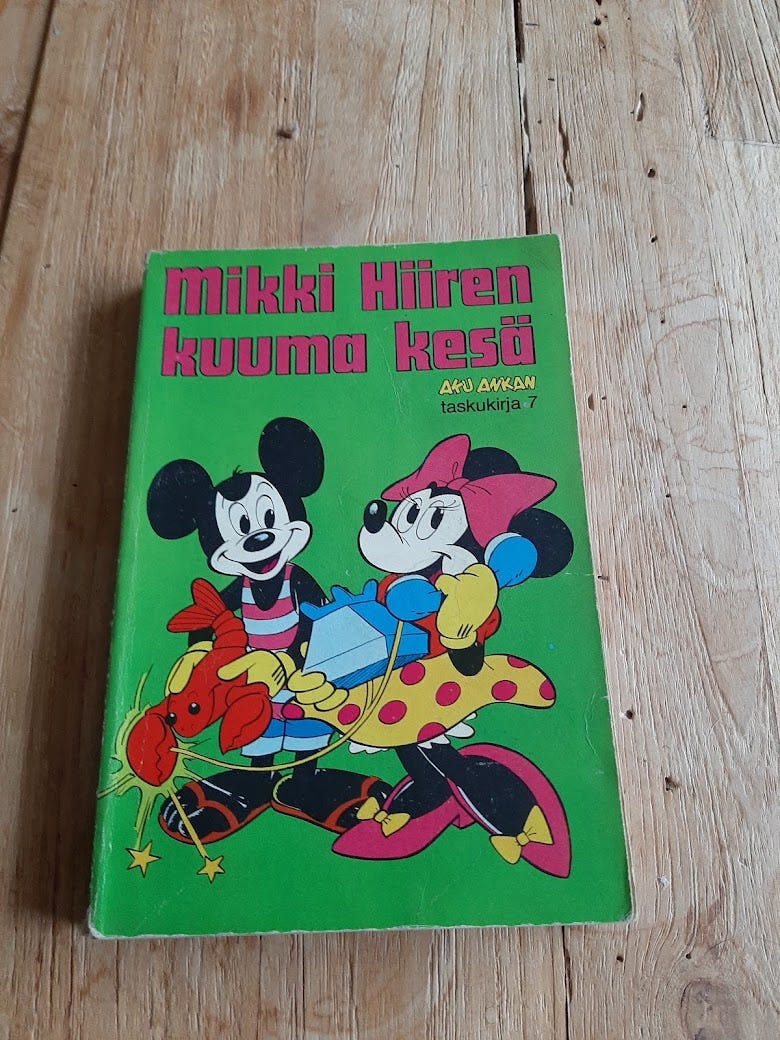 Mikki Hiiren
kuuma kesä
AKU ANKAN
taskukirja 7